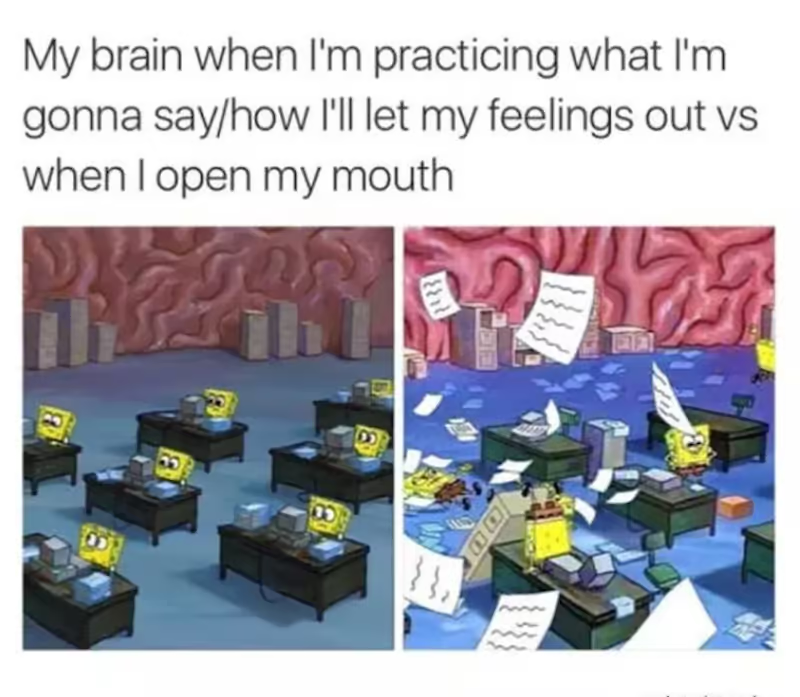 My brain when I'm practicing what I'm
gonna say/how I'll let my feelings out vs
when I open my mouth